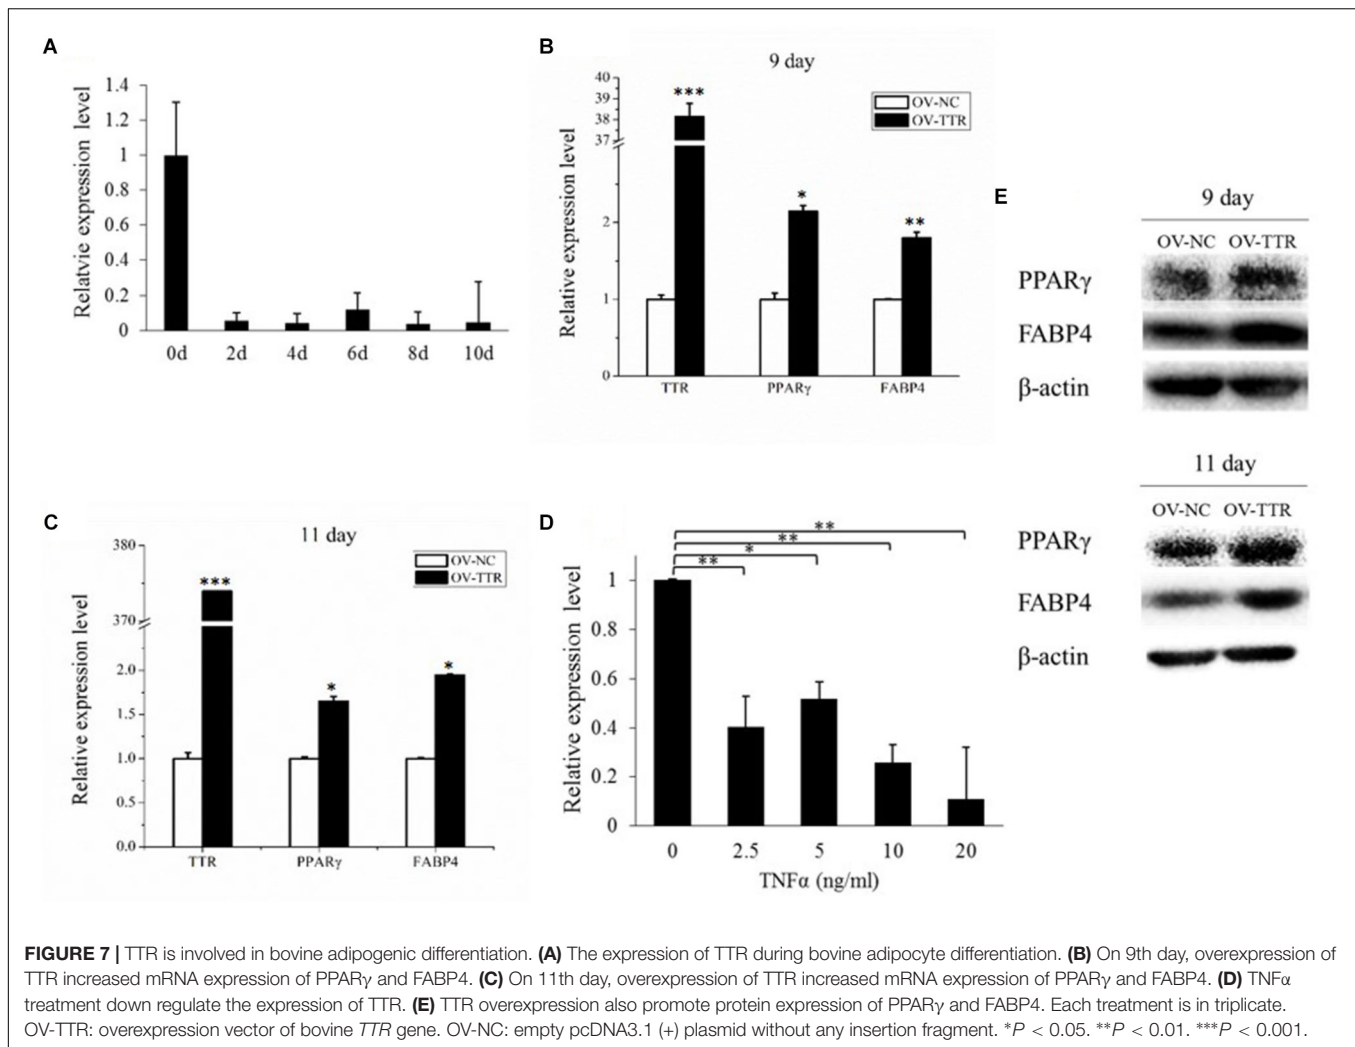 A
Relatvie expression level
1.4
1.2
1
0.8
0.6
0.4
0.2
0
0d 2d 4d 6d 8d 10d
B
9 day
Relative expression level
40
39
38
37
2
1
0
***
*
**
OV-NC
OV-TTR
TTR PPARγ FABP4
C
11 day
Relative expression level
380
370
2.0
1.5
1.0
0.5
0.0
***
*
*
OV-NC
OV-TTR
TTR PPARγ FABP4
D
Relative expression level
1
0.8
0.6
0.4
0.2
0
**
**
*
**
0 2.5 5 10 20
TNFα (ng/ml)
E
9 day
OV-NC OV-TTR
PPARγ
FABP4
β-actin
11 day
OV-NC OV-TTR
PPARγ
FABP4
β-actin
FIGURE 7 | TTR is involved in bovine adipogenic differentiation. (A) The expression of TTR during bovine adipocyte differentiation. (B) On 9th day, overexpression of
TTR increased mRNA expression of PPARγ and FABP4. (C) On 11th day, overexpression of TTR increased mRNA expression of PPARγ and FABP4. (D) TNFα
treatment down regulate the expression of TTR. (E) TTR overexpression also promote protein expression of PPARγ and FABP4. Each treatment is in triplicate.
OV-TTR: overexpression vector of bovine TTR gene. OV-NC: empty pcDNA3.1 (+) plasmid without any insertion fragment. *P < 0.05. **P < 0.01. ***P < 0.001.